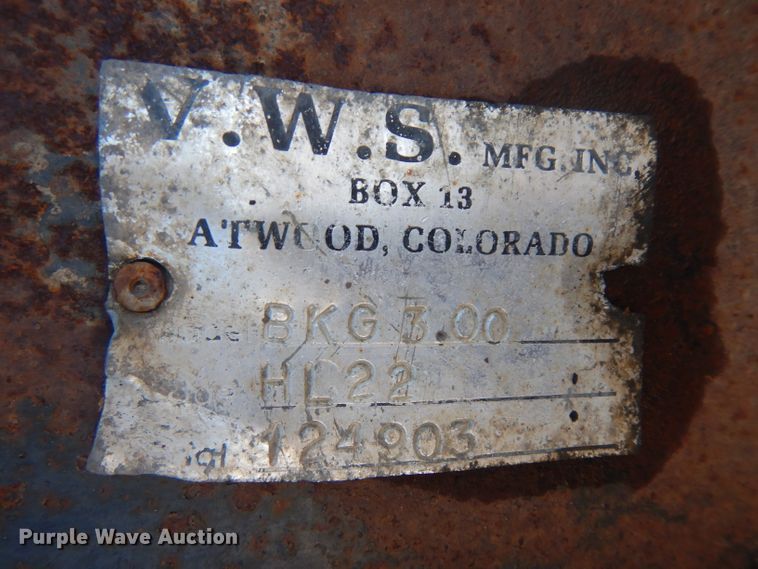 V.W.S. MFG. INC.
BOX 13
ATWOOD, COLORADO
BKG 3.00
HL22
124903
Purple Wave Auction